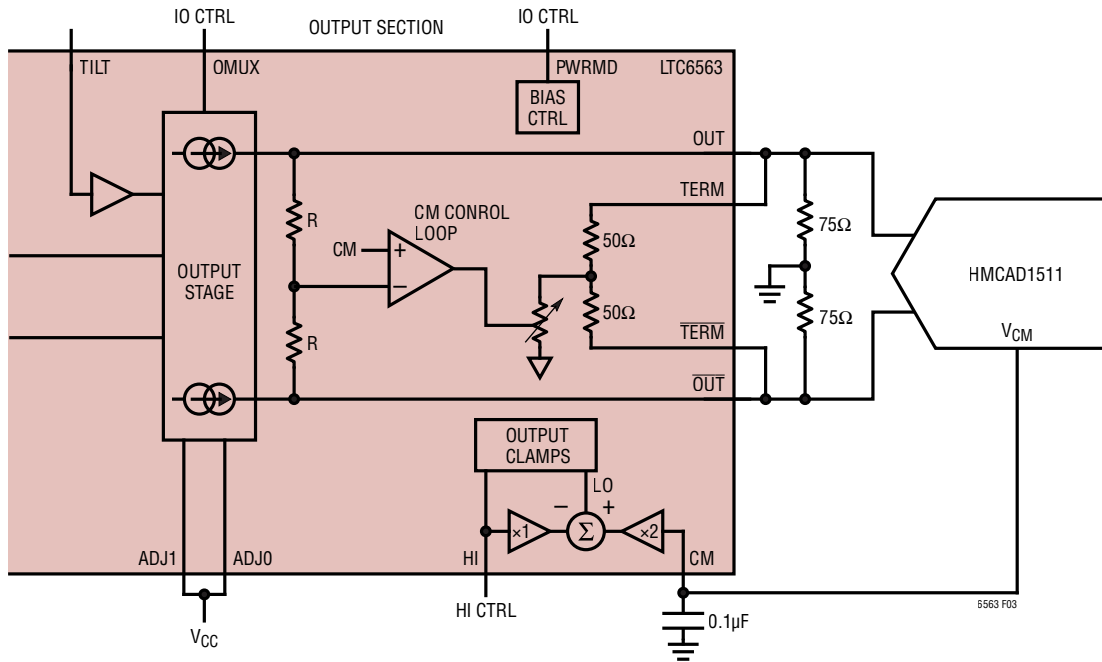 IO CTRL
OUTPUT SECTION
IO CTRL
TILT
OMUX
PWRMD
LTC6563
BIAS
CTRL
OUT
TERM
R
CM CONROL
LOOP
CM
+
–
50Ω
75Ω
HMCAD1511
OUTPUT
STAGE
50Ω
75Ω
R
TERM
VCM
OUT
OUTPUT
CLAMPS
LO
– +
×1
Σ
×2
ADJ1
ADJ0
HI
CM
HI CTRL
6563 F03
VCC
0.1µF